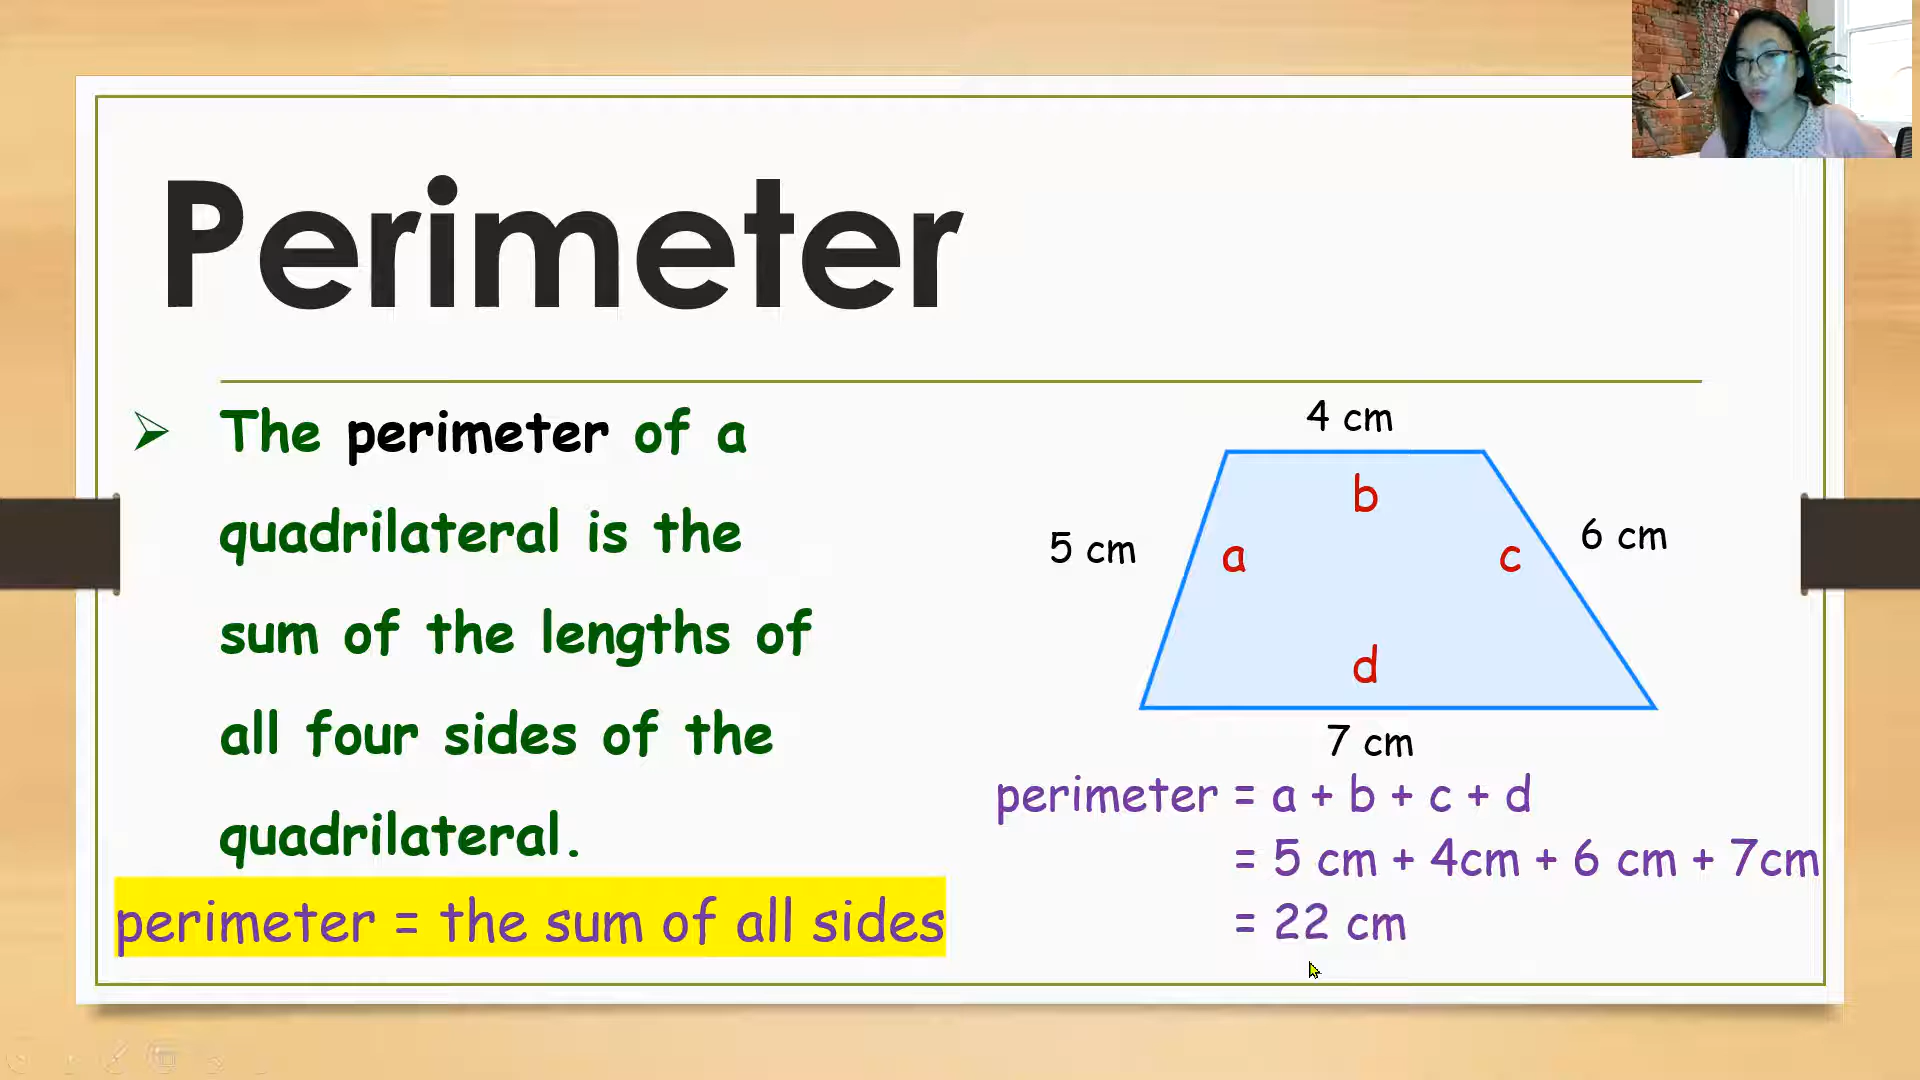 Perimeter
The perimeter of a
quadrilateral is the
sum of the lengths of
all four sides of the
quadrilateral.
perimeter = the sum of all sides
4 cm
b
5 cm
a
c
6 cm
d
7 cm
perimeter = a + b + c + d
= 5 cm + 4cm + 6 cm + 7cm
= 22 cm